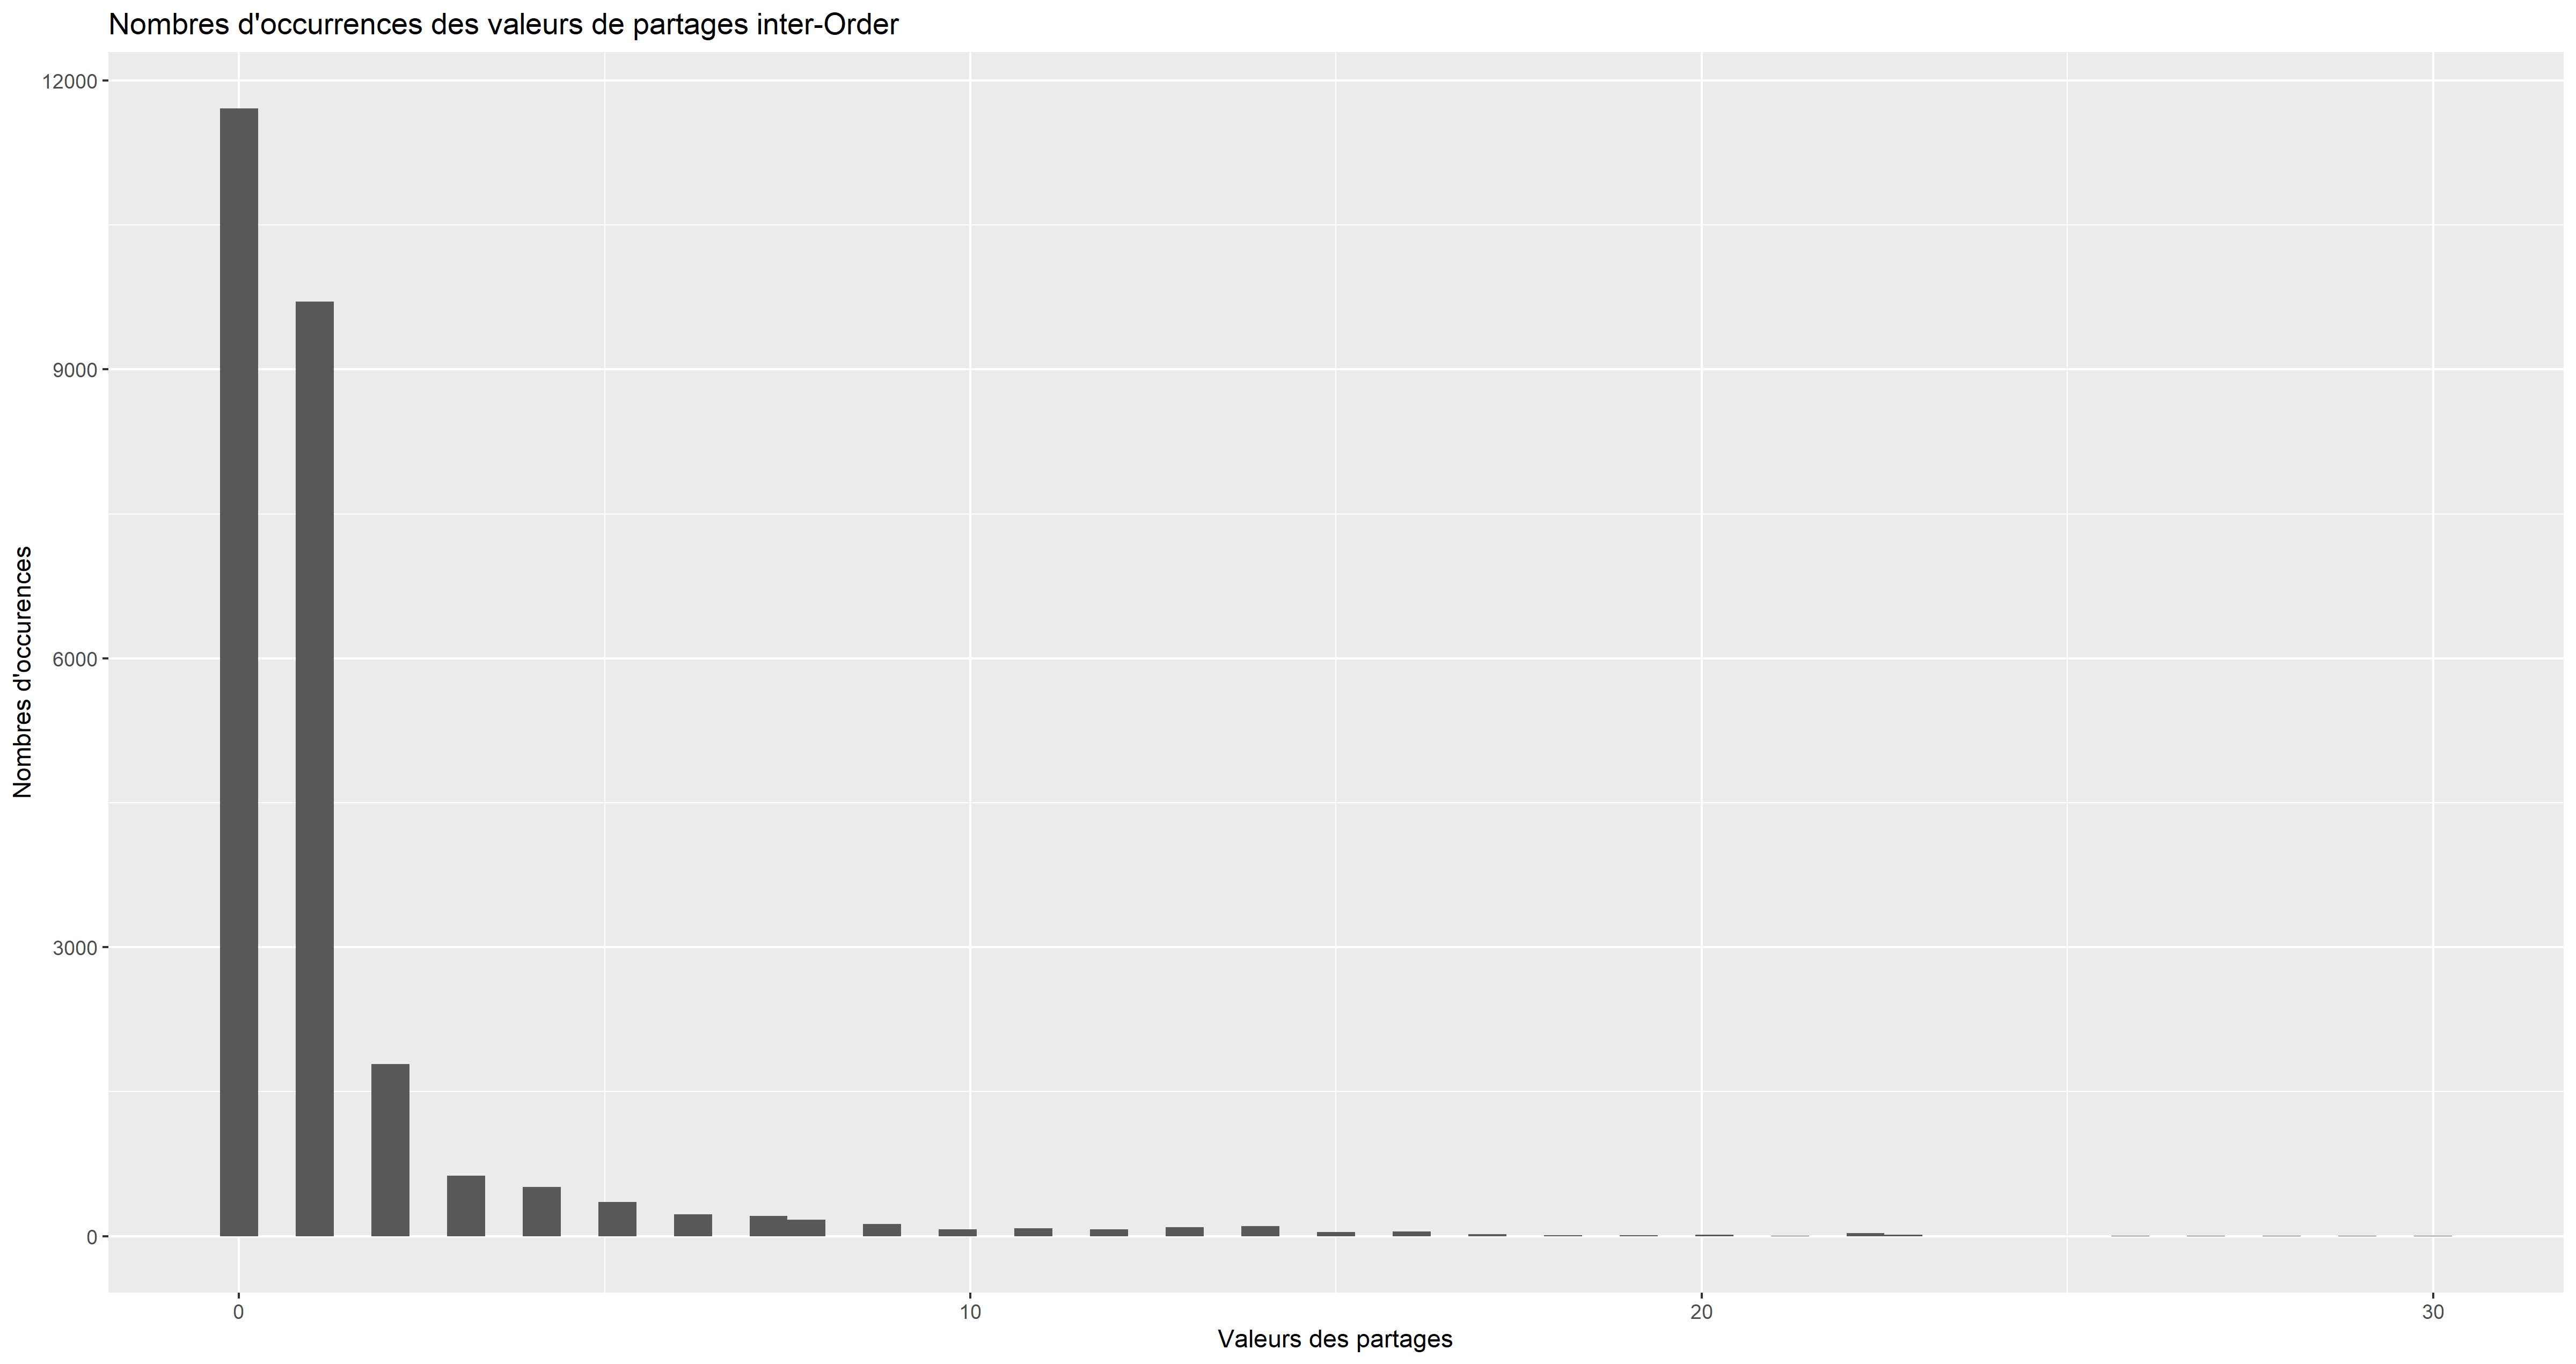 Nombres d'occurrences des valeurs de partages inter-Order
12000
9000
6000
3000
0
Nombres d'occurences
0 10 20 30
Valeurs des partages